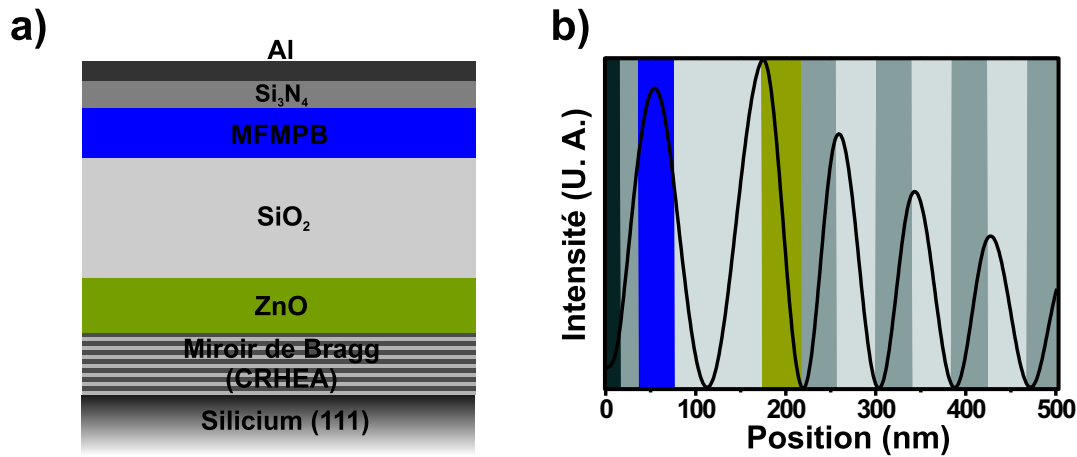 a)
Al
Si₃N₄
MFMPB
SiO₂
ZnO
Miroir de Bragg
(CRHEA)
Silicium (111)
b)
Intensité (U. A.)
0 100 200 300 400 500
Position (nm)